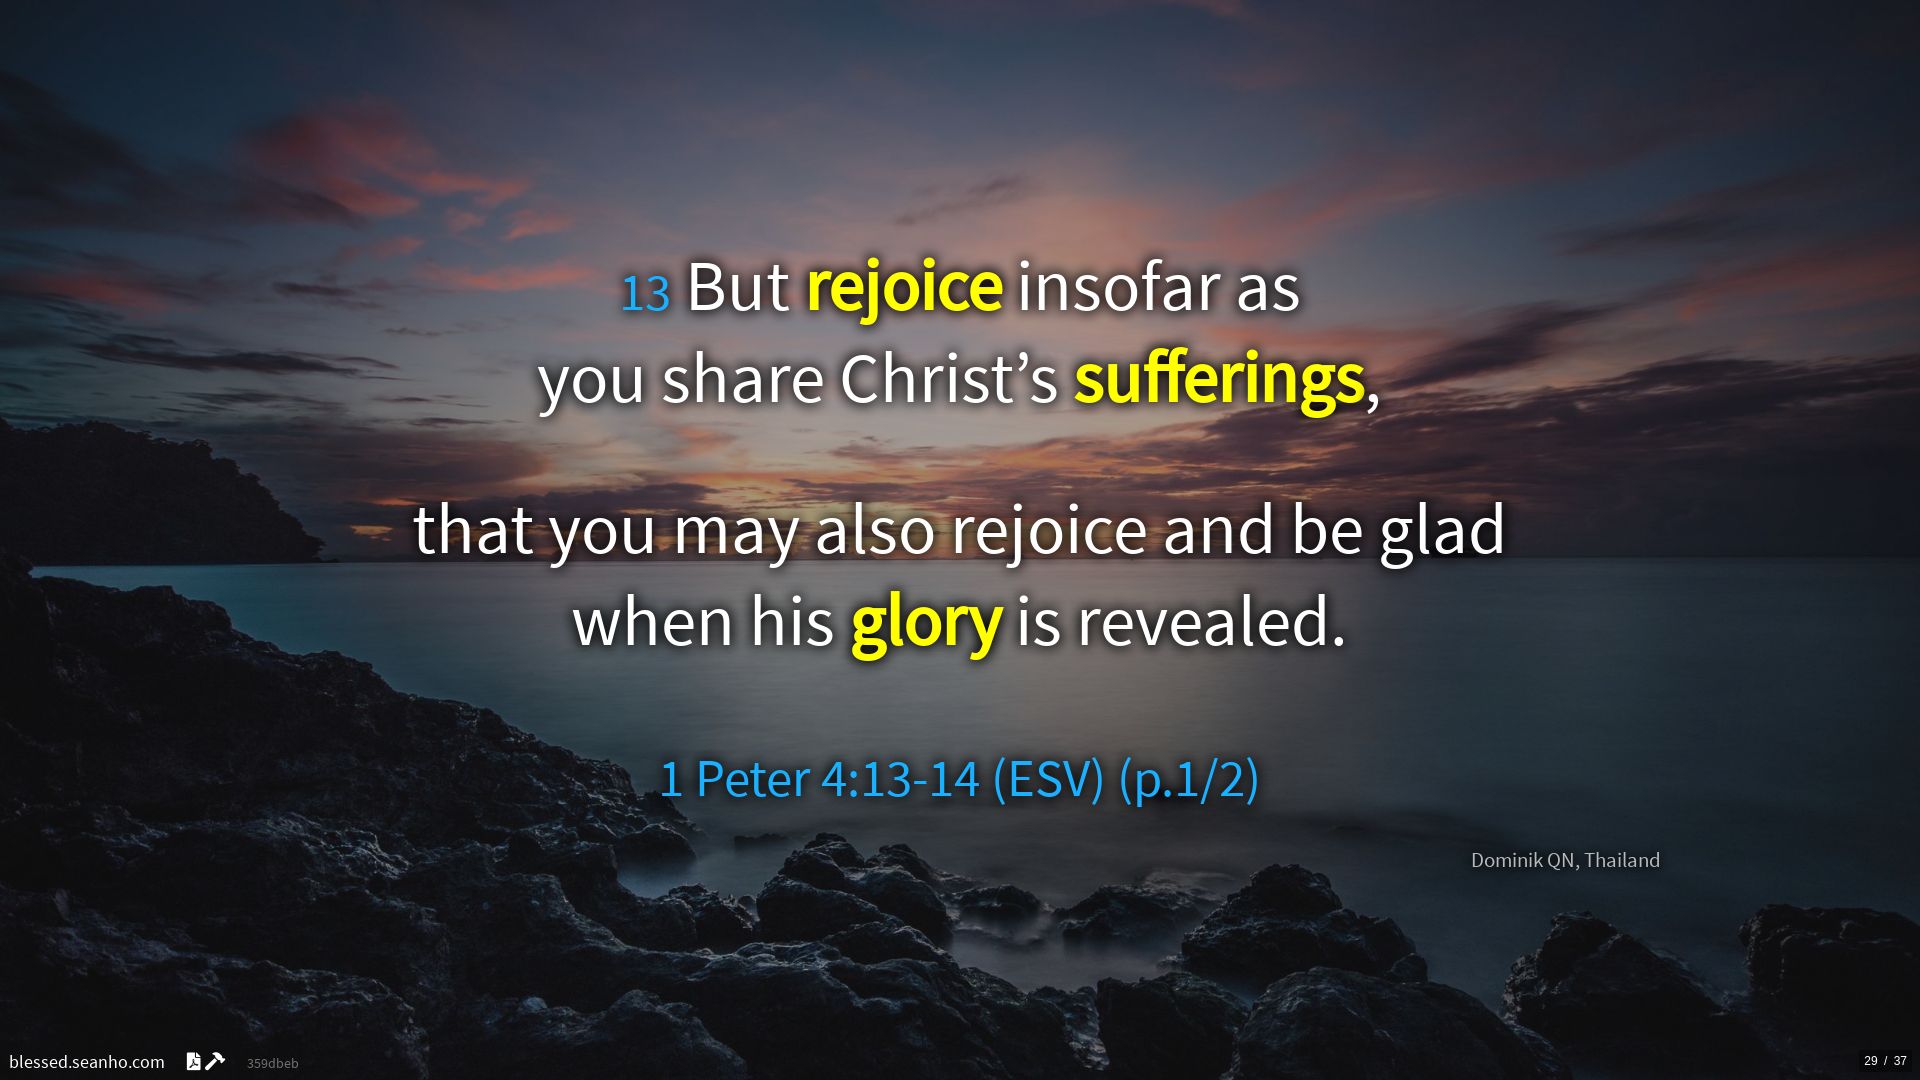 13 But rejoice insofar as
you share Christ’s sufferings,
that you may also rejoice and be glad
when his glory is revealed.
1 Peter 4:13-14 (ESV) (p.1/2)
Dominik QN, Thailand
blessed.seanho.com 359dbeb
29 / 37